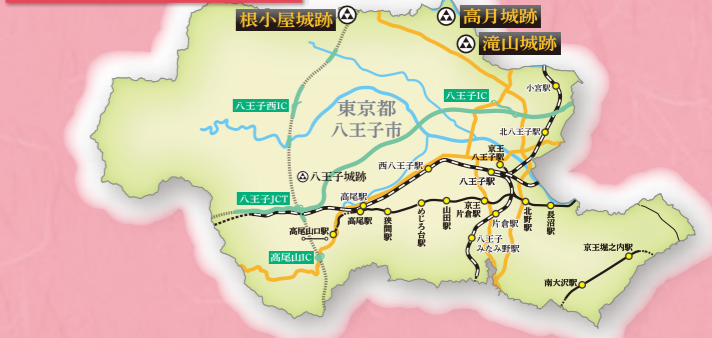 根小屋城跡
高月城跡
滝山城跡
小宮駅
八王子IC
八王子西IC
東京都
八王子市
北八王子駅
京王
八王子駅
西八王子駅
八王子城跡
八王子駅
高尾駅
八王子JCT
高尾駅
狭間駅
めじろ台駅
山田駅
京王
片倉駅
片倉駅
北野駅
長沼駅
高尾山口駅
八王子
みなみ野駅
高尾山IC
京王堀之内駅
南大沢駅